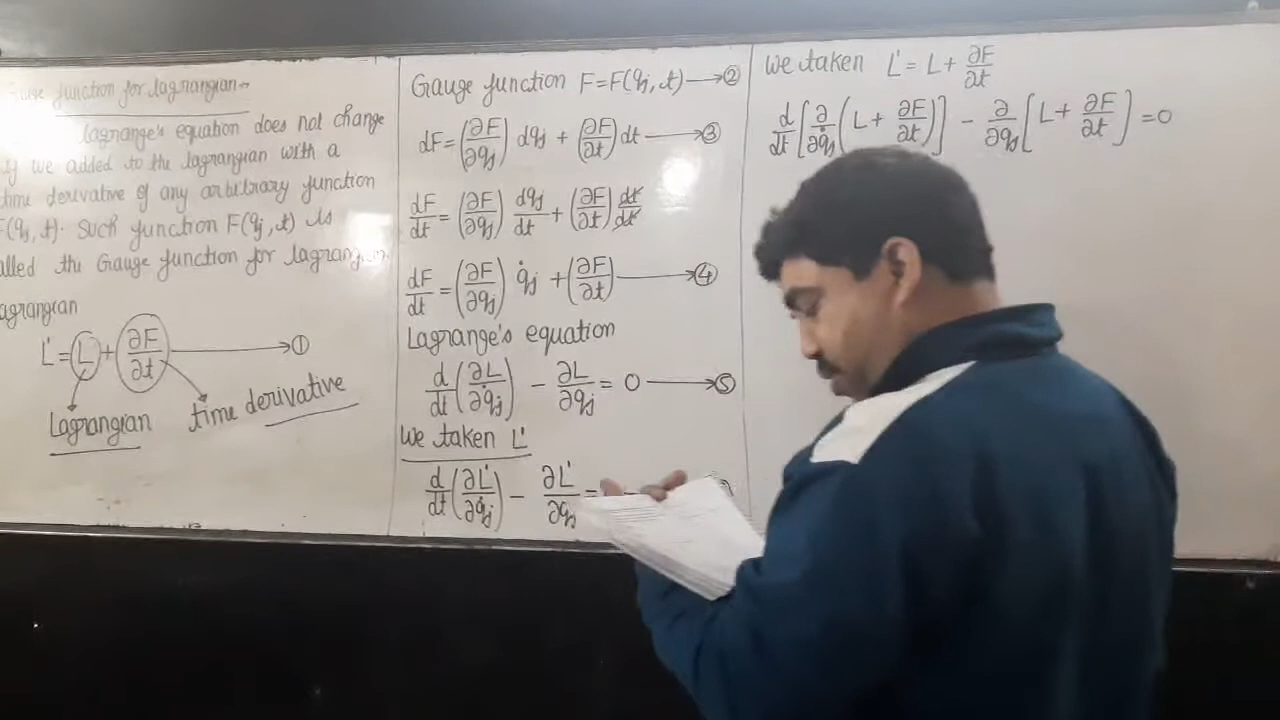 function for lagrangian -
lagrange's equation does not change
if we added to the lagrangian with a
time derivative of any arbitrary function
F(qj, t). Such function F(qj, t) is
called the Gauge function for lagrangian.
agrangian
L' = L + ∂F/∂t → ①
Lagrangian time derivative
Gauge function F = F(qj, t) → ②
dF = (∂F/∂qj) dqj + (∂F/∂t) dt → ③
dF/dt = (∂F/∂qj) dqj/dt + (∂F/∂t) dt/dt
dF/dt = (∂F/∂qj) q̇j + (∂F/∂t) → ④
Lagrange's equation
d/dt (∂L/∂q̇j) - ∂L/∂qj = 0 → ⑤
We taken L'
d/dt (∂L'/∂q̇j) - ∂L'/∂qj =
We taken L' = L + ∂F/∂t
d/dt [∂/∂q̇j (L + ∂F/∂t)] - ∂/∂qj [L + ∂F/∂t] = 0